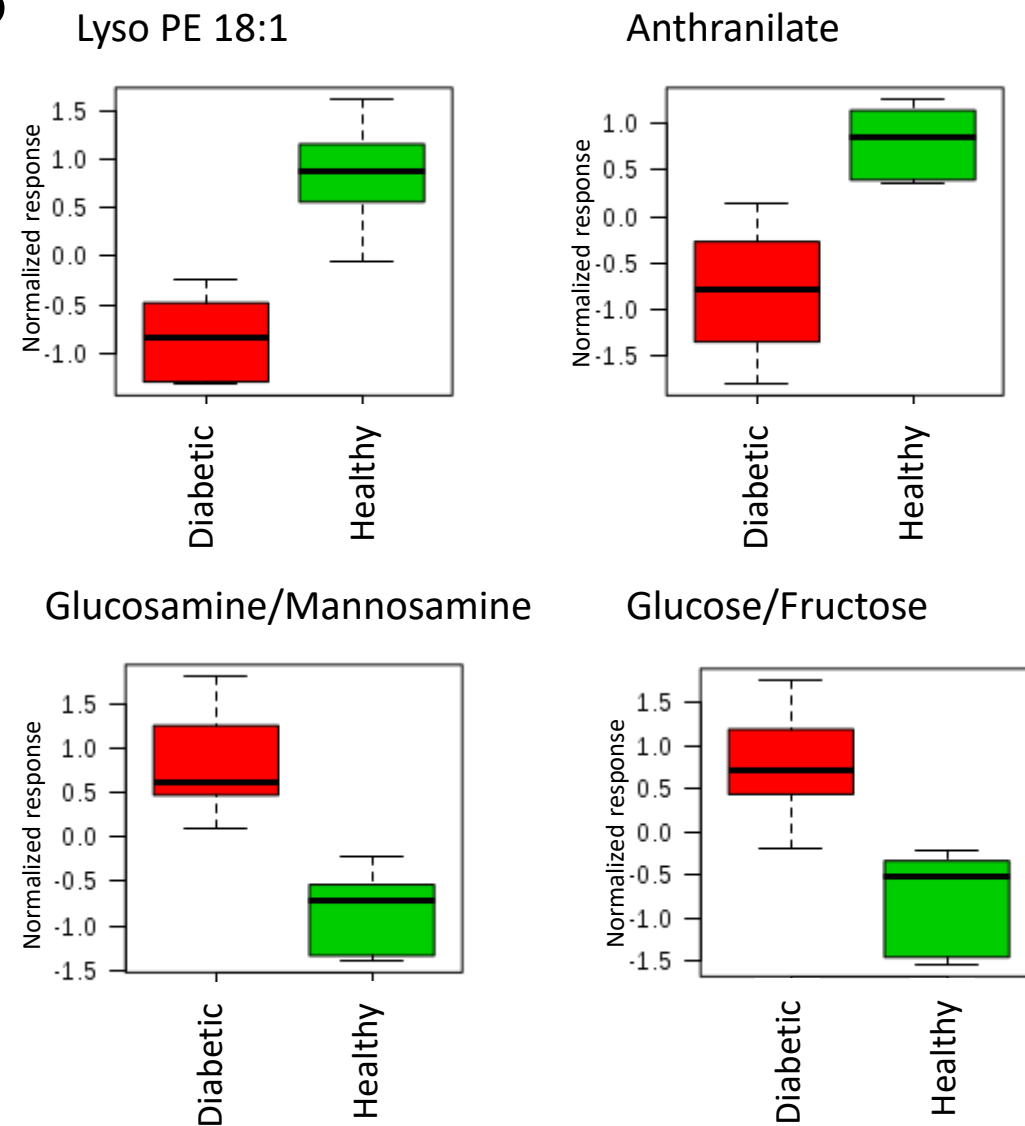 Lyso PE 18:1
Normalized response
1.5
1.0
0.5
0.0
-0.5
-1.0
Diabetic
Healthy
Anthranilate
Normalized response
1.0
0.5
0.0
-0.5
-1.0
-1.5
Diabetic
Healthy
Glucosamine/Mannosamine
Normalized response
1.5
1.0
0.5
0.0
-0.5
-1.0
-1.5
Diabetic
Healthy
Glucose/Fructose
Normalized response
1.5
1.0
0.5
0.0
-0.5
-1.0
-1.5
Diabetic
Healthy